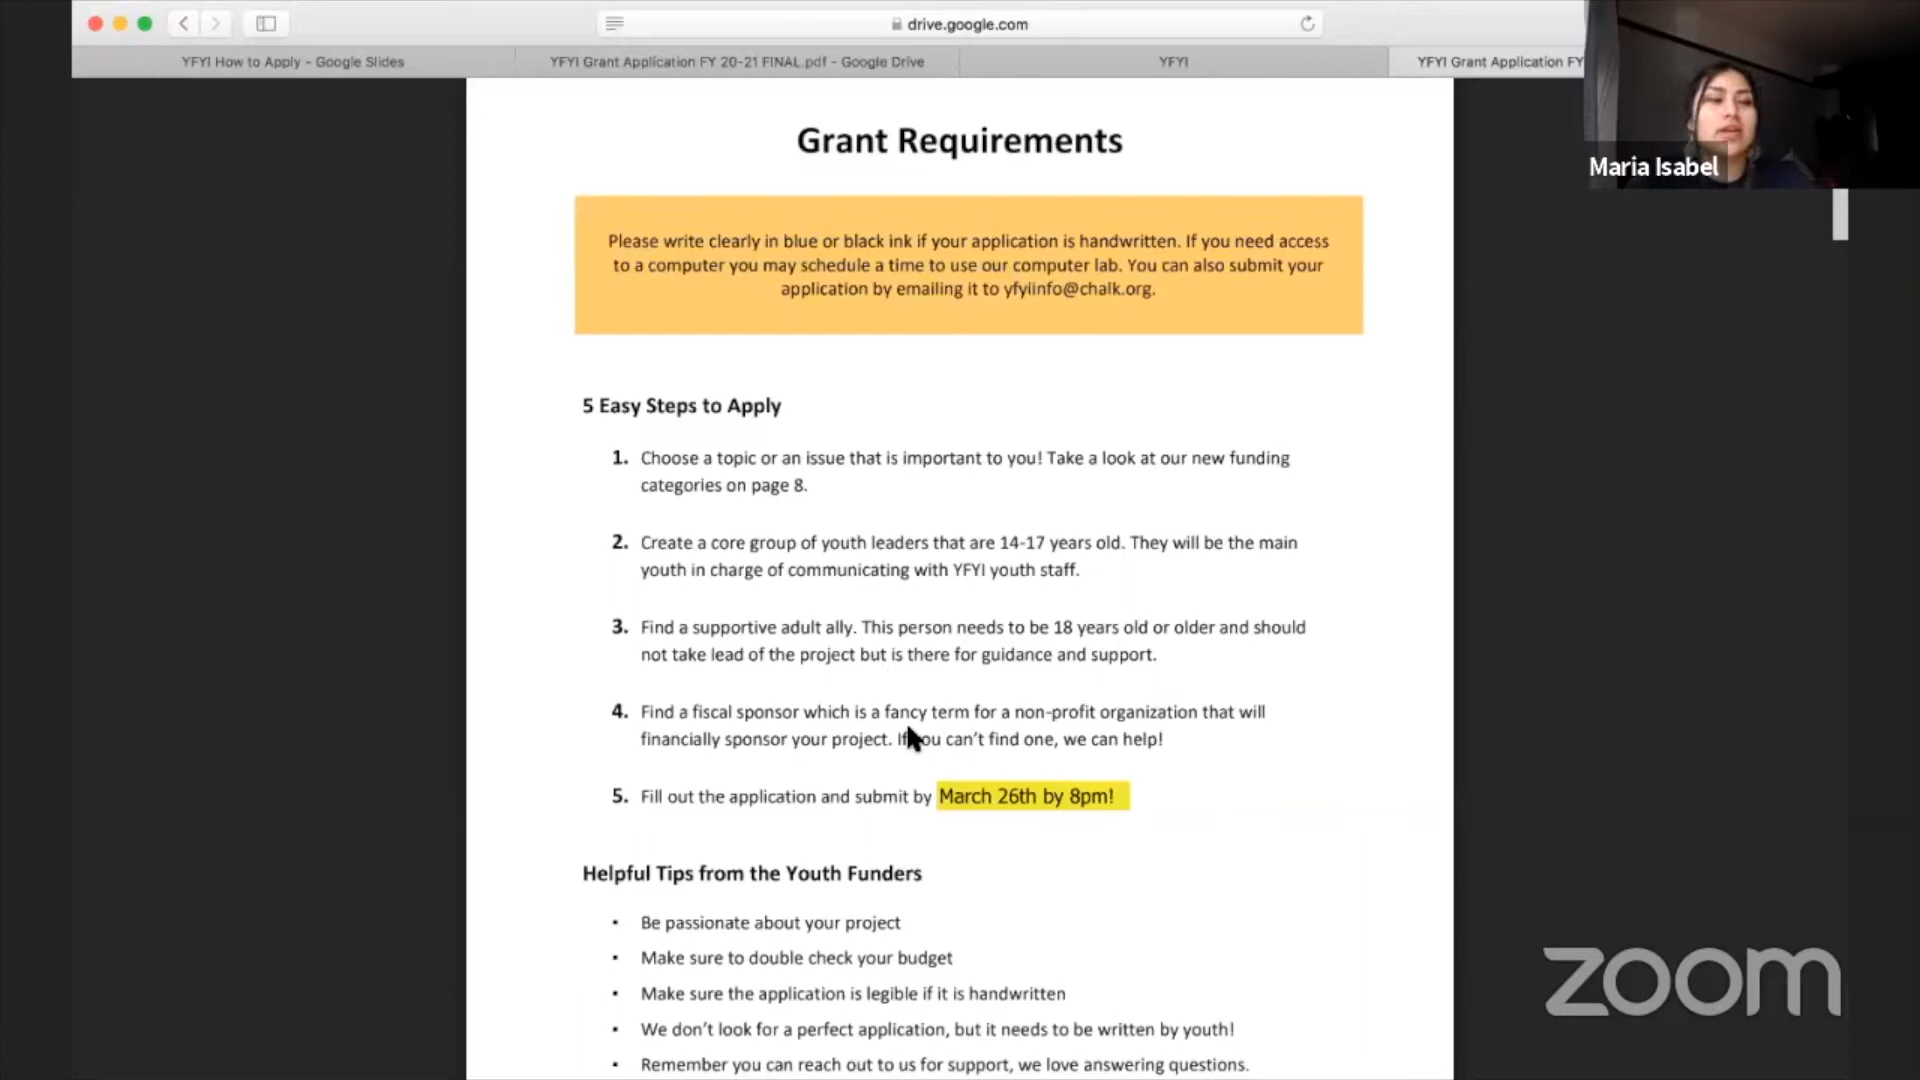 drive.google.com
YFYI How to Apply - Google Slides
YFYI Grant Application FY 20-21 FINAL.pdf - Google Drive
YFYI
YFYI Grant Application FY
Maria Isabel
Grant Requirements
Please write clearly in blue or black ink if your application is handwritten. If you need access
to a computer you may schedule a time to use our computer lab. You can also submit your
application by emailing it to yfyiinfo@chalk.org.
5 Easy Steps to Apply
1. Choose a topic or an issue that is important to you! Take a look at our new funding
categories on page 8.
2. Create a core group of youth leaders that are 14-17 years old. They will be the main
youth in charge of communicating with YFYI youth staff.
3. Find a supportive adult ally. This person needs to be 18 years old or older and should
not take lead of the project but is there for guidance and support.
4. Find a fiscal sponsor which is a fancy term for a non-profit organization that will
financially sponsor your project. If you can't find one, we can help!
5. Fill out the application and submit by March 26th by 8pm!
Helpful Tips from the Youth Funders
• Be passionate about your project
• Make sure to double check your budget
• Make sure the application is legible if it is handwritten
• We don't look for a perfect application, but it needs to be written by youth!
• Remember you can reach out to us for support, we love answering questions.
zoom